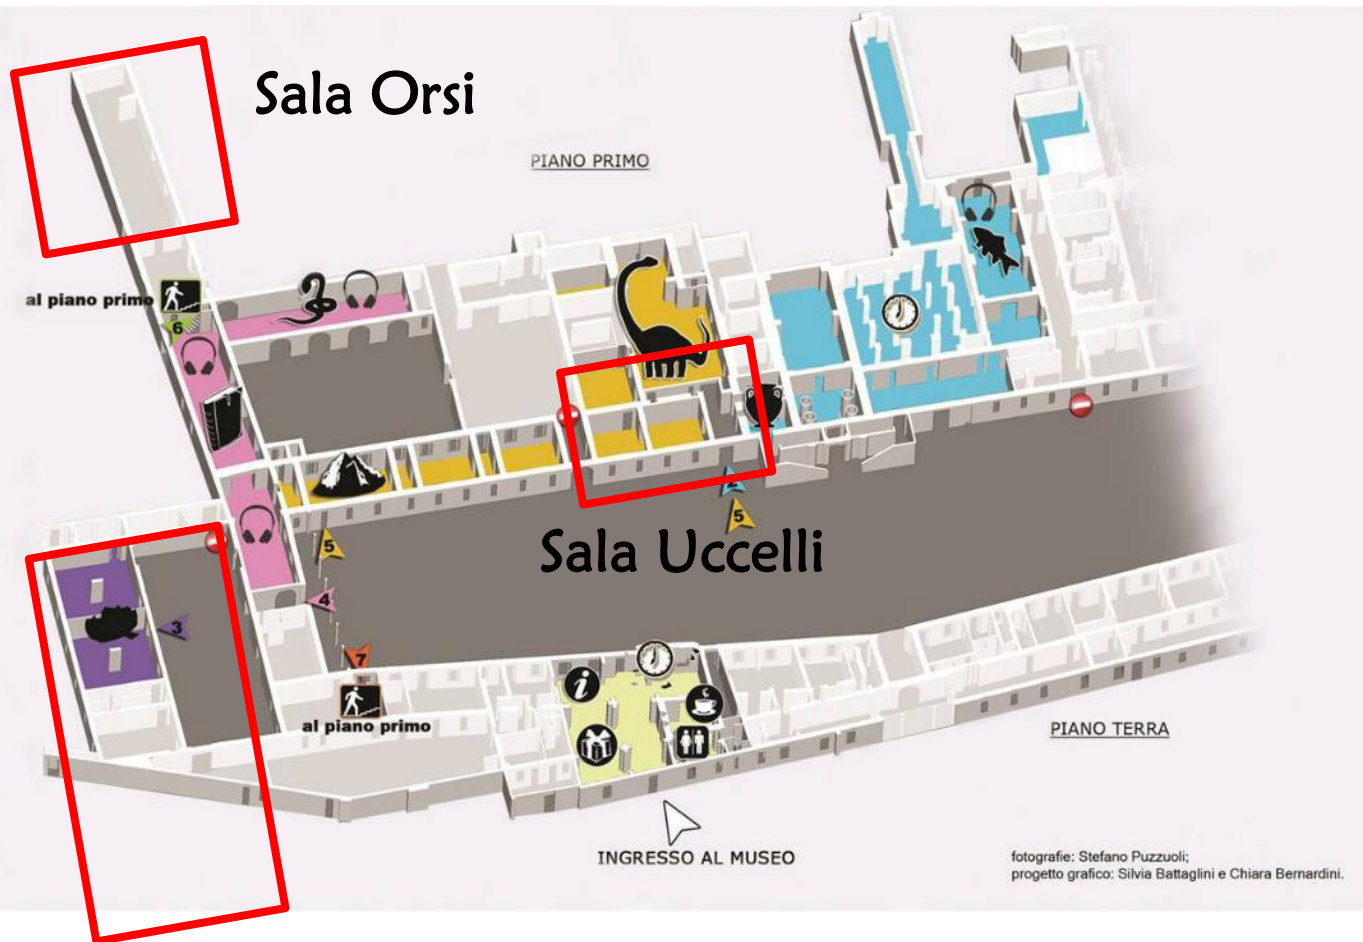 Sala Orsi
PIANO PRIMO
al piano primo
6
2
5
Sala Uccelli
5
4
3
7
i
al piano primo
PIANO TERRA
INGRESSO AL MUSEO
fotografie: Stefano Puzzuoli;
progetto grafico: Silvia Battaglini e Chiara Bernardini.